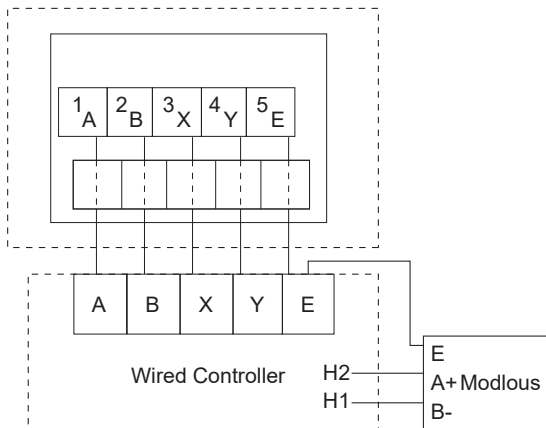 1A 2B 3X 4Y 5E
A B X Y E
Wired Controller
H2
H1
E
A+ Modlous
B-